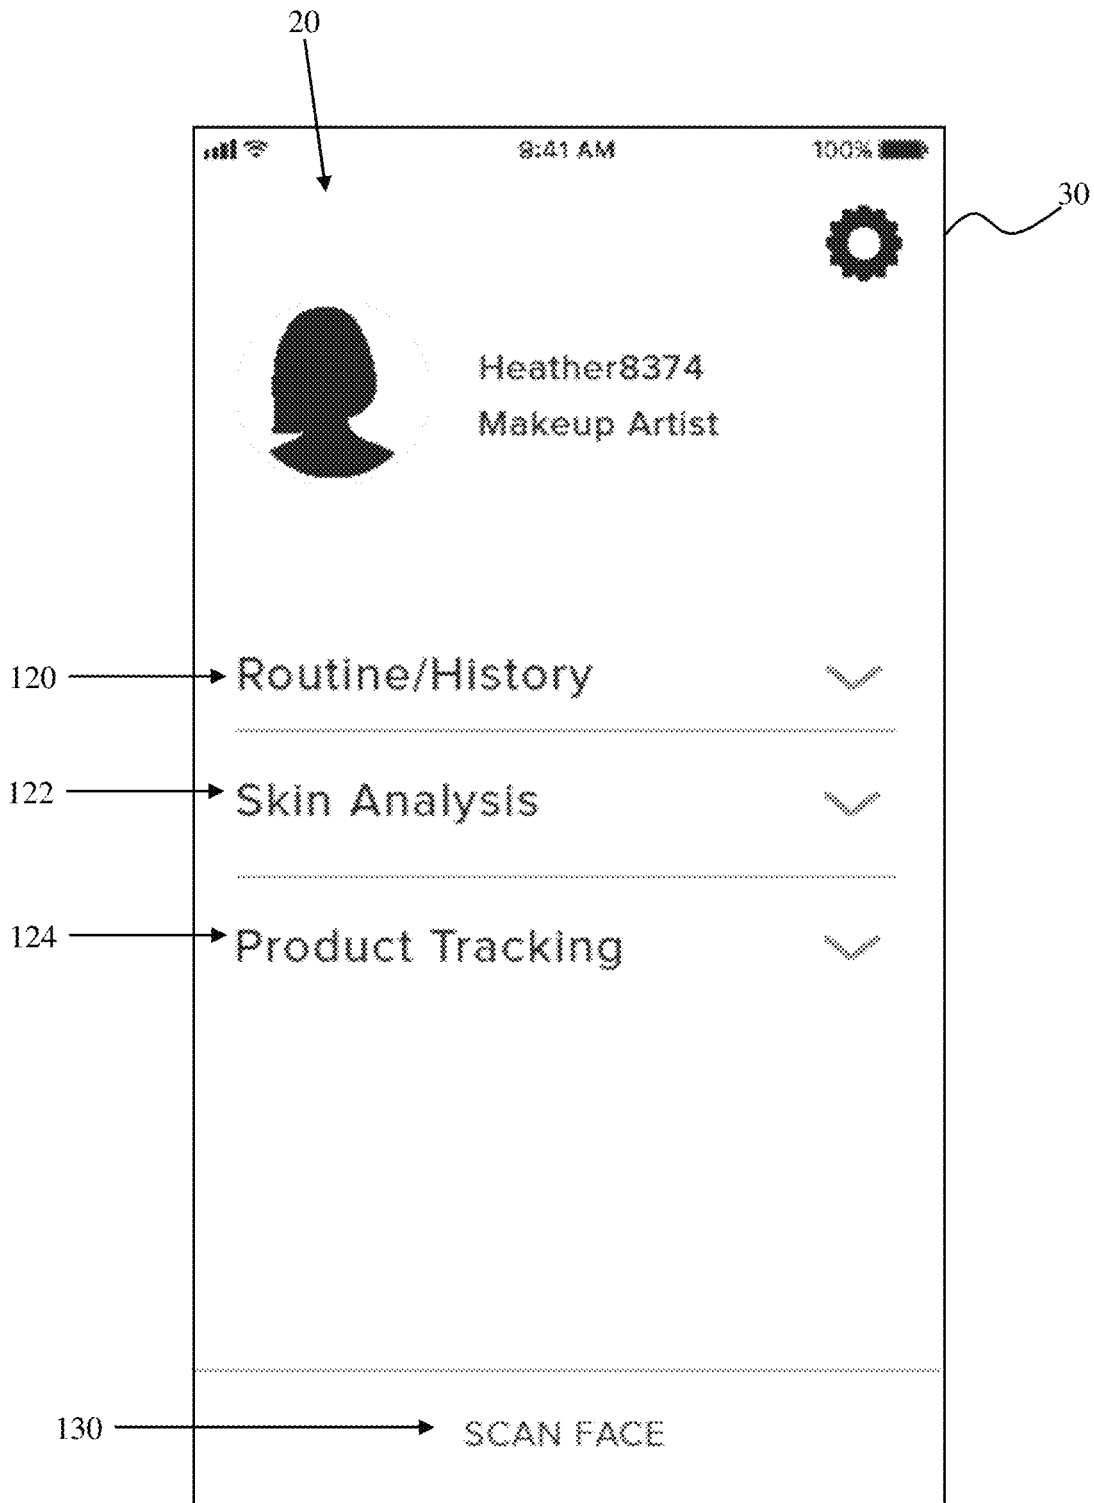 20
9:41 AM 100%
30
Heather8374
Makeup Artist
120 Routine/History
122 Skin Analysis
124 Product Tracking
130 SCAN FACE